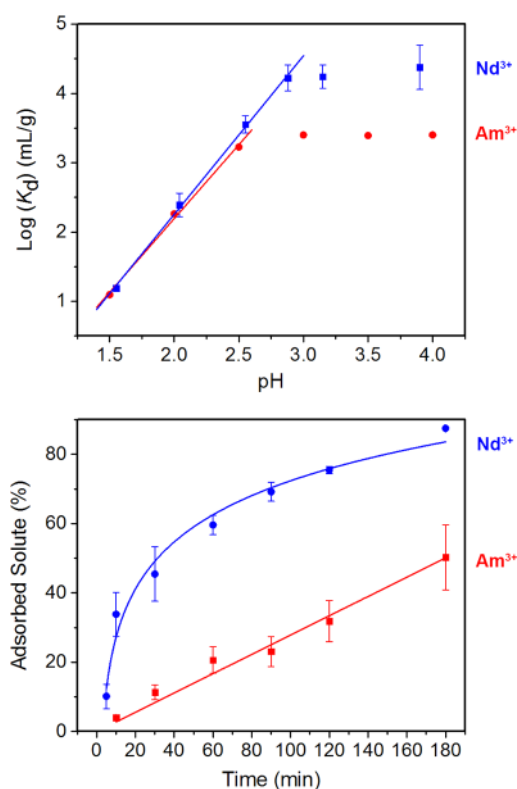 Log (Kd) (mL/g)
5
4
3
2
1
Nd³⁺
Am³⁺
1.5 2.0 2.5 3.0 3.5 4.0
pH
Adsorbed Solute (%)
80
60
40
20
0
Nd³⁺
Am³⁺
0 20 40 60 80 100 120 140 160 180
Time (min)